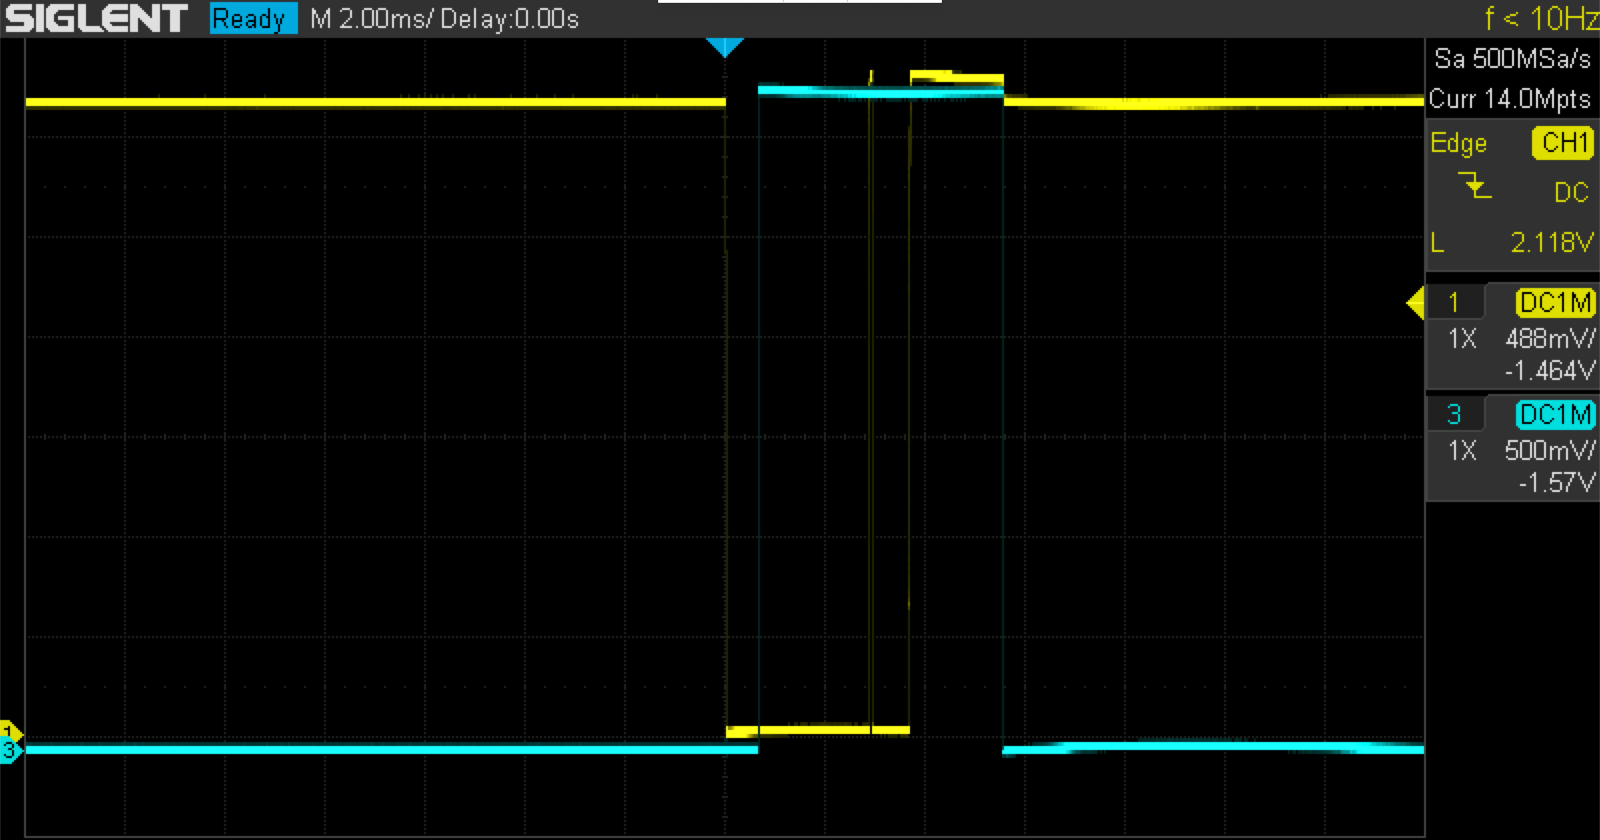 SIGLENT Ready M 2.00ms/ Delay:0.00s f < 10Hz
Sa 500MSa/s
Curr 14.0Mpts
Edge CH1
DC
L 2.118V
1 DC1M
1X 488mV/
-1.464V
3 DC1M
1X 500mV/
-1.57V
1
3